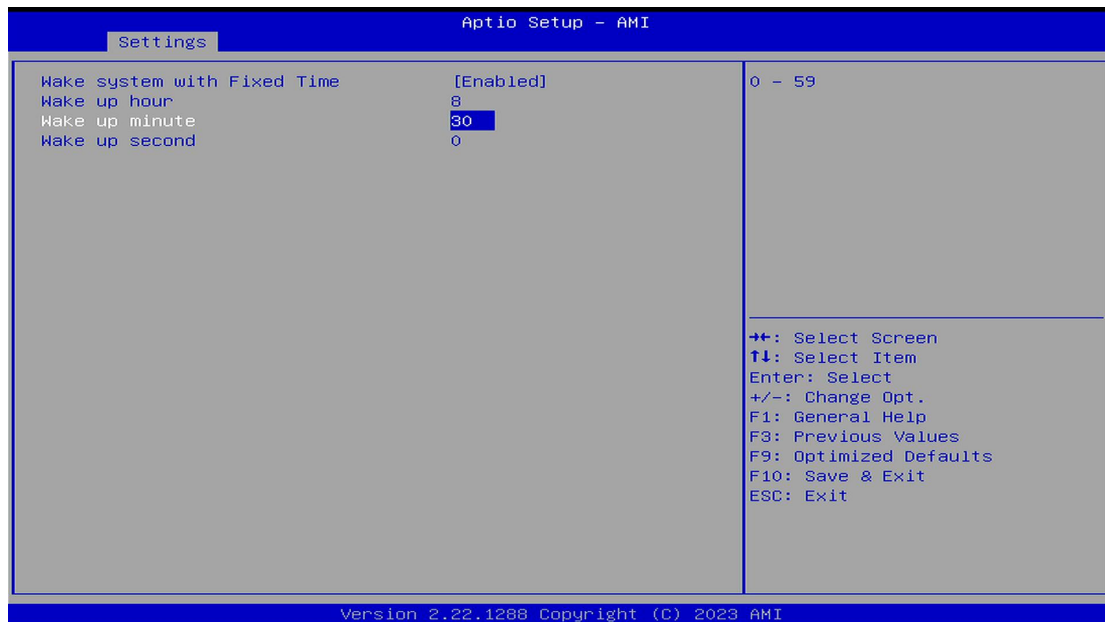 Aptio Setup – AMI
Settings
Wake system with Fixed Time [Enabled]
Wake up hour 8
Wake up minute 30
Wake up second 0
0 – 59
→←: Select Screen
↑↓: Select Item
Enter: Select
+/-: Change Opt.
F1: General Help
F3: Previous Values
F9: Optimized Defaults
F10: Save & Exit
ESC: Exit
Version 2.22.1288 Copyright (C) 2023 AMI